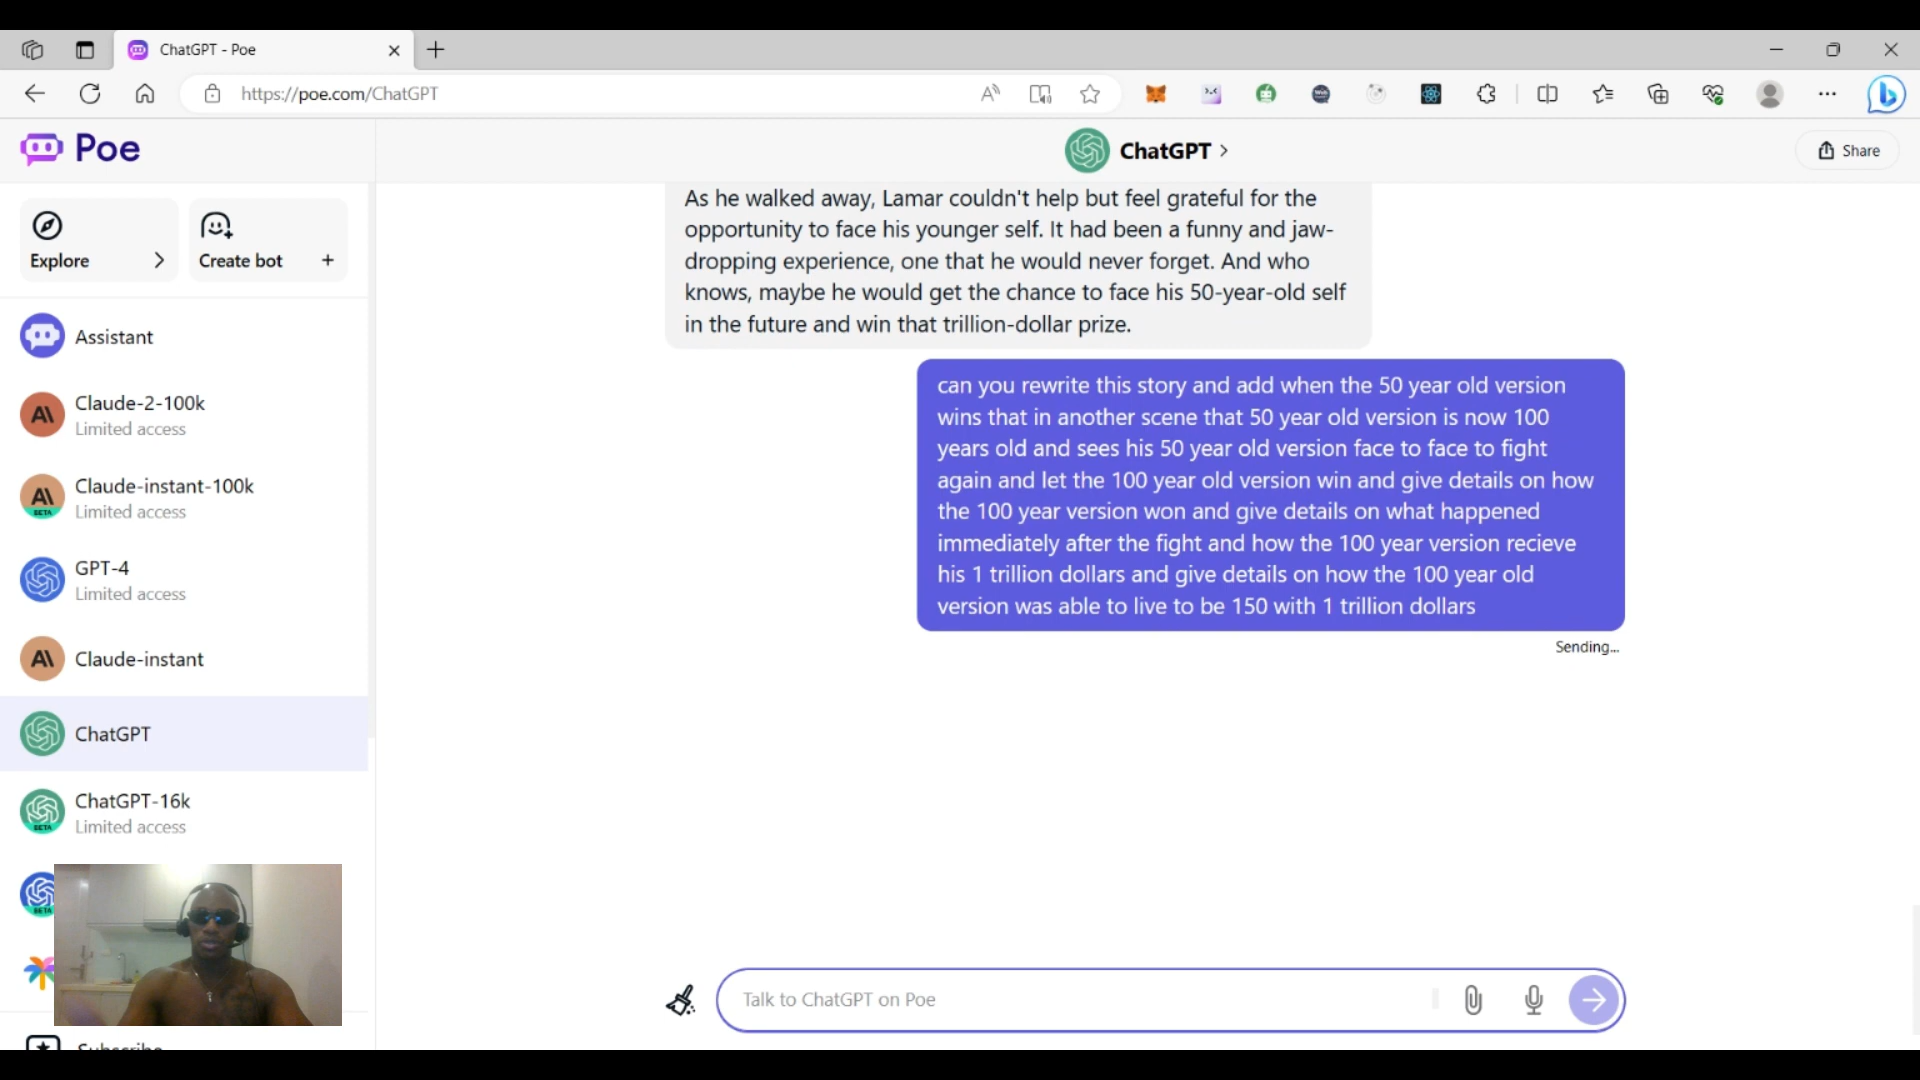 ChatGPT - Poe
https://poe.com/ChatGPT
Poe
ChatGPT
Share
Explore
Create bot
Assistant
Claude-2-100k
Limited access
Claude-instant-100k
Limited access
BETA
GPT-4
Limited access
Claude-instant
ChatGPT
ChatGPT-16k
Limited access
BETA
BETA
As he walked away, Lamar couldn't help but feel grateful for the
opportunity to face his younger self. It had been a funny and jaw-
dropping experience, one that he would never forget. And who
knows, maybe he would get the chance to face his 50-year-old self
in the future and win that trillion-dollar prize.
can you rewrite this story and add when the 50 year old version
wins that in another scene that 50 year old version is now 100
years old and sees his 50 year old version face to face to fight
again and let the 100 year old version win and give details on how
the 100 year version won and give details on what happened
immediately after the fight and how the 100 year version recieve
his 1 trillion dollars and give details on how the 100 year old
version was able to live to be 150 with 1 trillion dollars
Sending...
Talk to ChatGPT on Poe
Subscribe